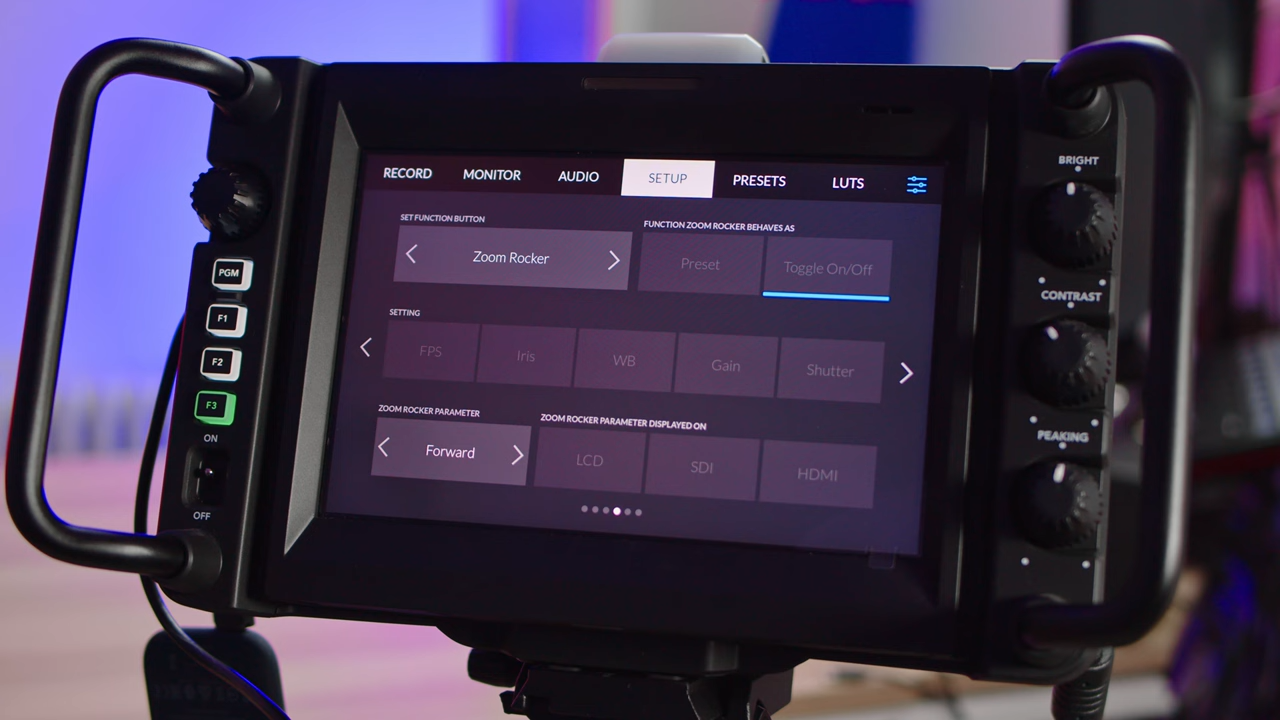 RECORD MONITOR AUDIO SETUP PRESETS LUTS
SET FUNCTION BUTTON
FUNCTION ZOOM ROCKER BEHAVES AS
Zoom Rocker
Preset
Toggle On/Off
SETTING
FPS
Iris
WB
Gain
Shutter
ZOOM ROCKER PARAMETER
ZOOM ROCKER PARAMETER DISPLAYED ON
Forward
LCD
SDI
HDMI
PGM
F1
F2
F3
ON
OFF
BRIGHT
CONTRAST
PEAKING